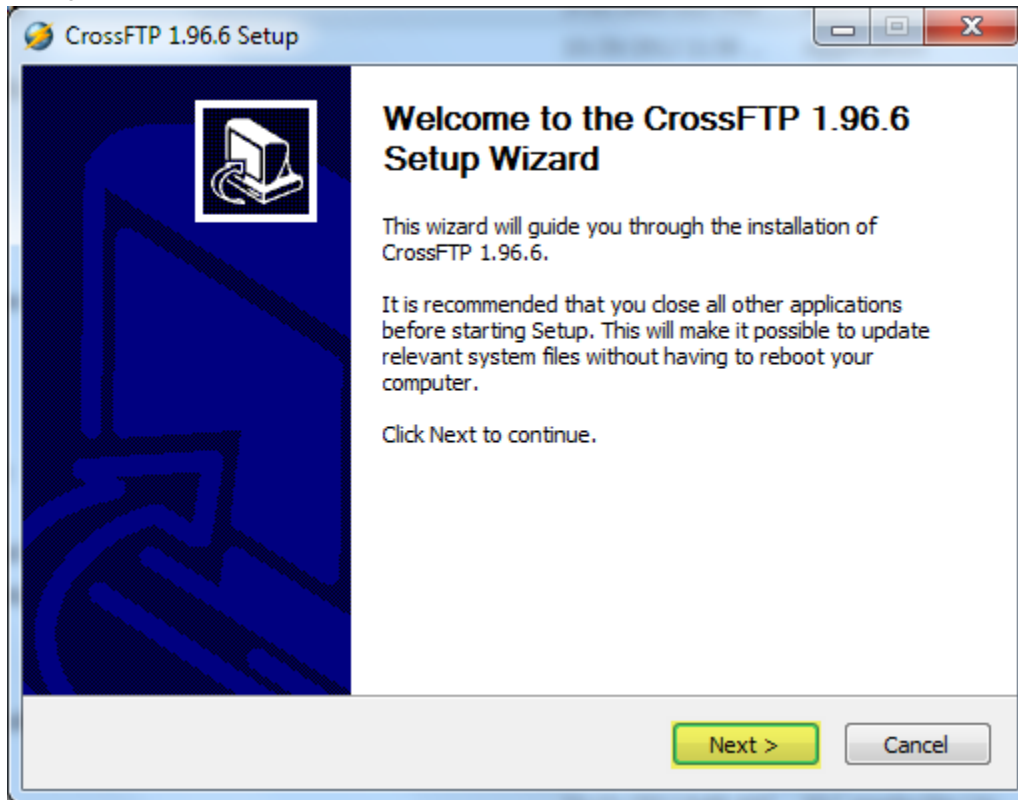 CrossFTP 1.96.6 Setup
Welcome to the CrossFTP 1.96.6
Setup Wizard
This wizard will guide you through the installation of
CrossFTP 1.96.6.
It is recommended that you close all other applications
before starting Setup. This will make it possible to update
relevant system files without having to reboot your
computer.
Click Next to continue.
Next >
Cancel